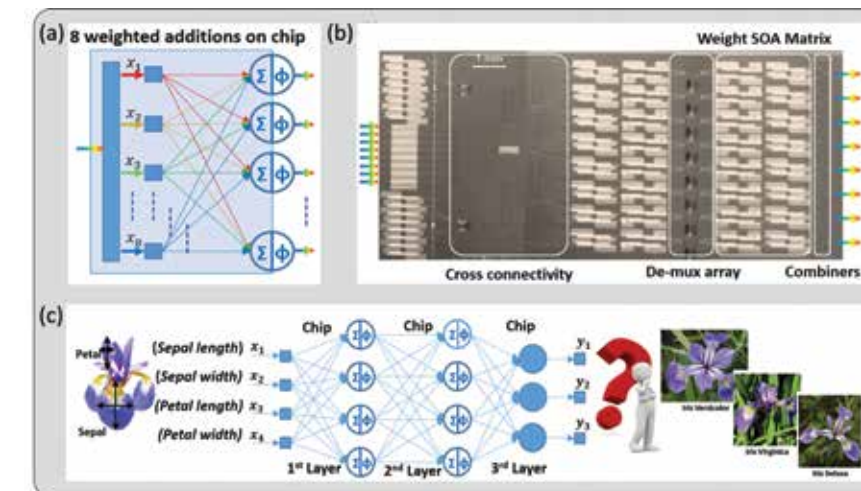 (a) 8 weighted additions on chip
x₁
x₂
x₃
x₈
Σ ϕ
Σ ϕ
Σ ϕ
Σ ϕ
(b) Weight SOA Matrix
1 mm
Cross connectivity
De-mux array
Combiners
(c)
Petal
Sepal
(Sepal length) x₁
(Sepal width) x₂
(Petal length) x₃
(Petal width) x₄
Chip
Chip
Chip
Σ ϕ
Σ ϕ
Σ ϕ
Σ ϕ
Σ ϕ
Σ ϕ
Σ ϕ
Σ ϕ
1st Layer
2nd Layer
3rd Layer
y₁
y₂
y₃
?
Iris Versicolor
Iris Virginica
Iris Setosa